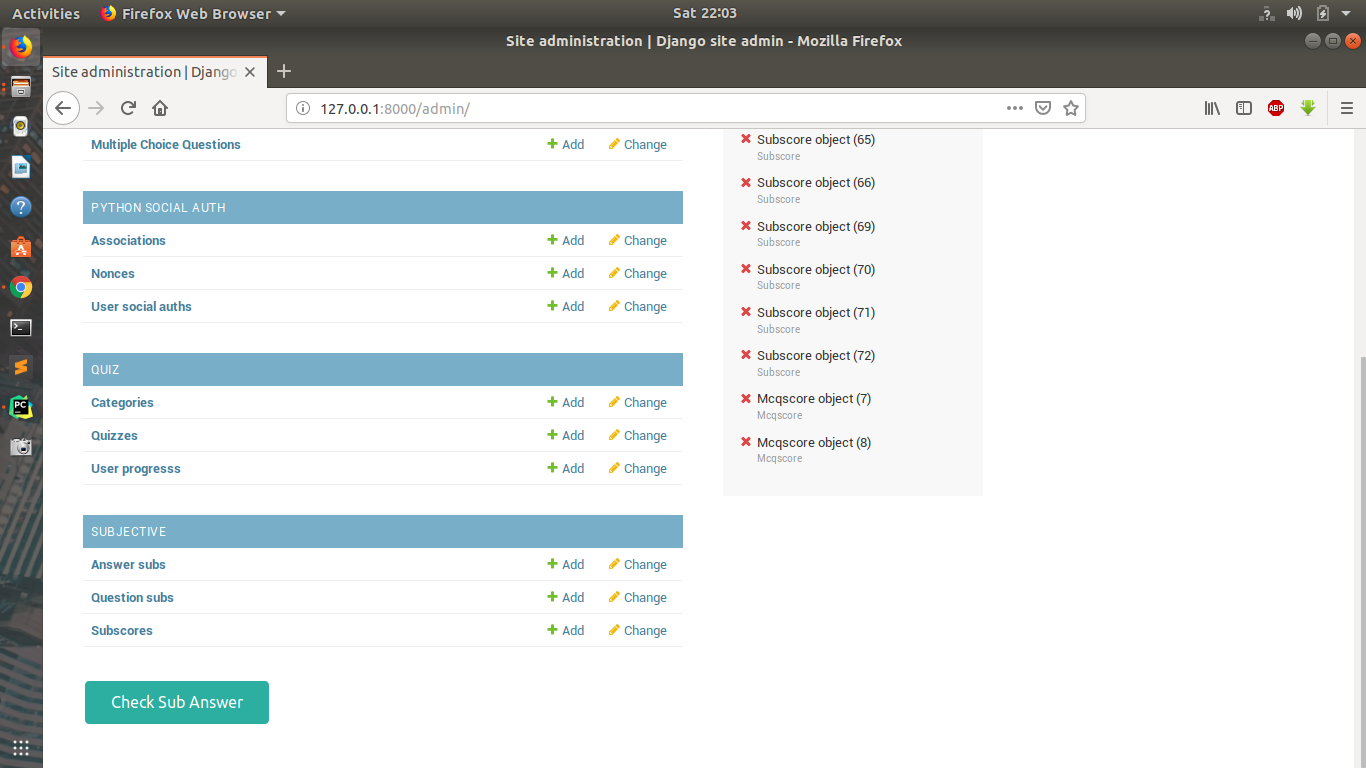 Activities Firefox Web Browser Sat 22:03
Site administration | Django site admin - Mozilla Firefox
Site administration | Django
127.0.0.1:8000/admin/
ABP
Multiple Choice Questions Add Change
PYTHON SOCIAL AUTH
Associations Add Change
Nonces Add Change
User social auths Add Change
QUIZ
Categories Add Change
Quizzes Add Change
User progresss Add Change
SUBJECTIVE
Answer subs Add Change
Question subs Add Change
Subscores Add Change
Check Sub Answer
Subscore object (65)
Subscore
Subscore object (66)
Subscore
Subscore object (69)
Subscore
Subscore object (70)
Subscore
Subscore object (71)
Subscore
Subscore object (72)
Subscore
Mcqscore object (7)
Mcqscore
Mcqscore object (8)
Mcqscore
PC